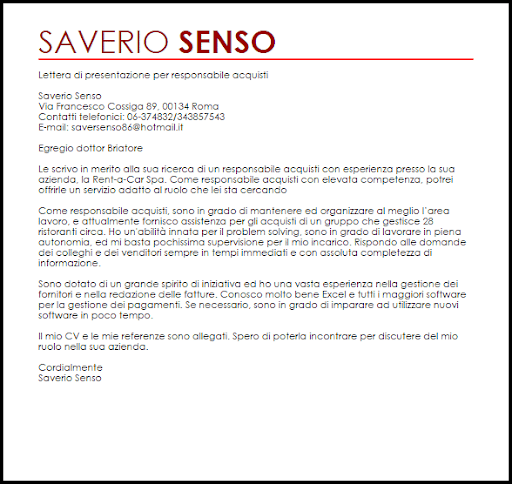 SAVERIO SENSO
Lettera di presentazione per responsabile acquisti
Saverio Senso
Via Francesco Cossiga 89, 00134 Roma
Contatti telefonici: 06-374832/343857543
E-mail: saversenso86@hotmail.it
Egregio dottor Briatore
Le scrivo in merito alla sua ricerca di un responsabile acquisti con esperienza presso la sua
azienda, la Rent-a-Car Spa. Come responsabile acquisti con elevata competenza, potrei
offrirle un servizio adatto al ruolo che lei sta cercando
Come responsabile acquisti, sono in grado di mantenere ed organizzare al meglio l'area
lavoro, e attualmente fornisco assistenza per gli acquisti di un gruppo che gestisce 28
ristoranti circa. Ho un'abilità innata per il problem solving, sono in grado di lavorare in piena
autonomia, ed mi basta pochissima supervisione per il mio incarico. Rispondo alle domande
dei colleghi e dei venditori sempre in tempi immediati e con assoluta completezza di
informazione.
Sono dotato di un grande spirito di iniziativa ed ho una vasta esperienza nella gestione dei
fornitori e nella redazione delle fatture. Conosco molto bene Excel e tutti i maggiori software
per la gestione dei pagamenti. Se necessario, sono in grado di imparare ad utilizzare nuovi
software in poco tempo.
Il mio CV e le mie referenze sono allegati. Spero di poterla incontrare per discutere del mio
ruolo nella sua azienda.
Cordialmente
Saverio Senso